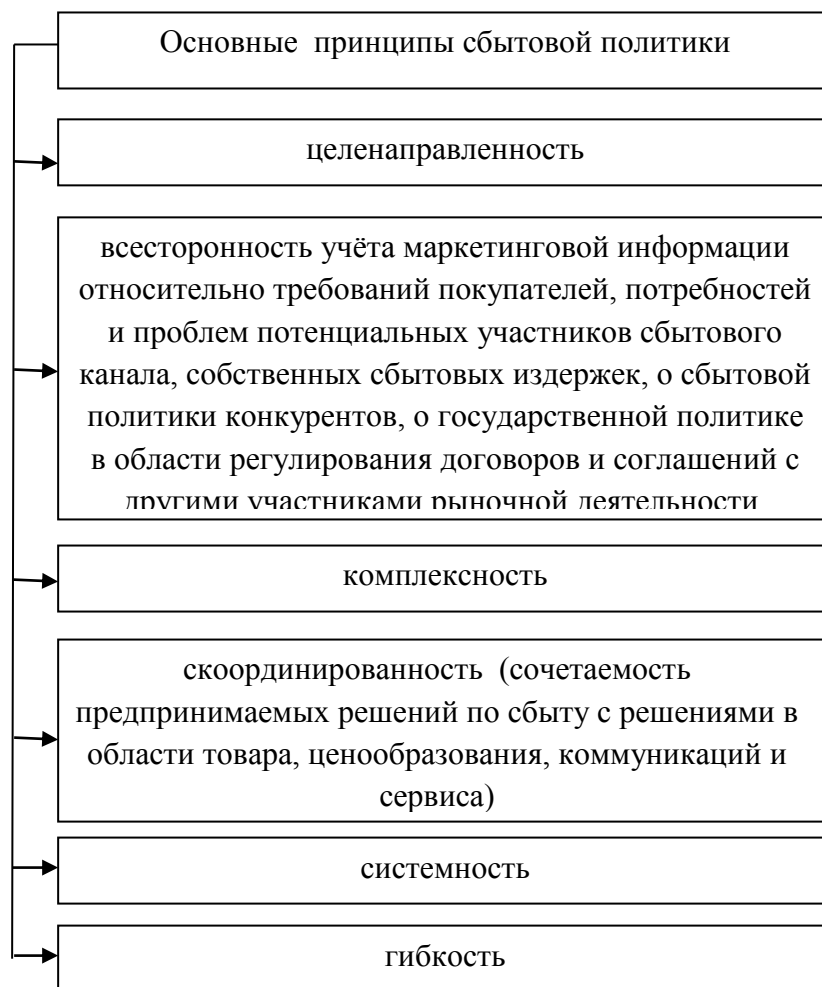 Основные принципы сбытовой политики
целенаправленность
всесторонность учёта маркетинговой информации
относительно требований покупателей, потребностей
и проблем потенциальных участников сбытового
канала, собственных сбытовых издержек, о сбытовой
политики конкурентов, о государственной политике
в области регулирования договоров и соглашений с
другими участниками рыночной деятельности
комплексность
скоординированность (сочетаемость
предпринимаемых решений по сбыту с решениями в
области товара, ценообразования, коммуникаций и
сервиса)
системность
гибкость